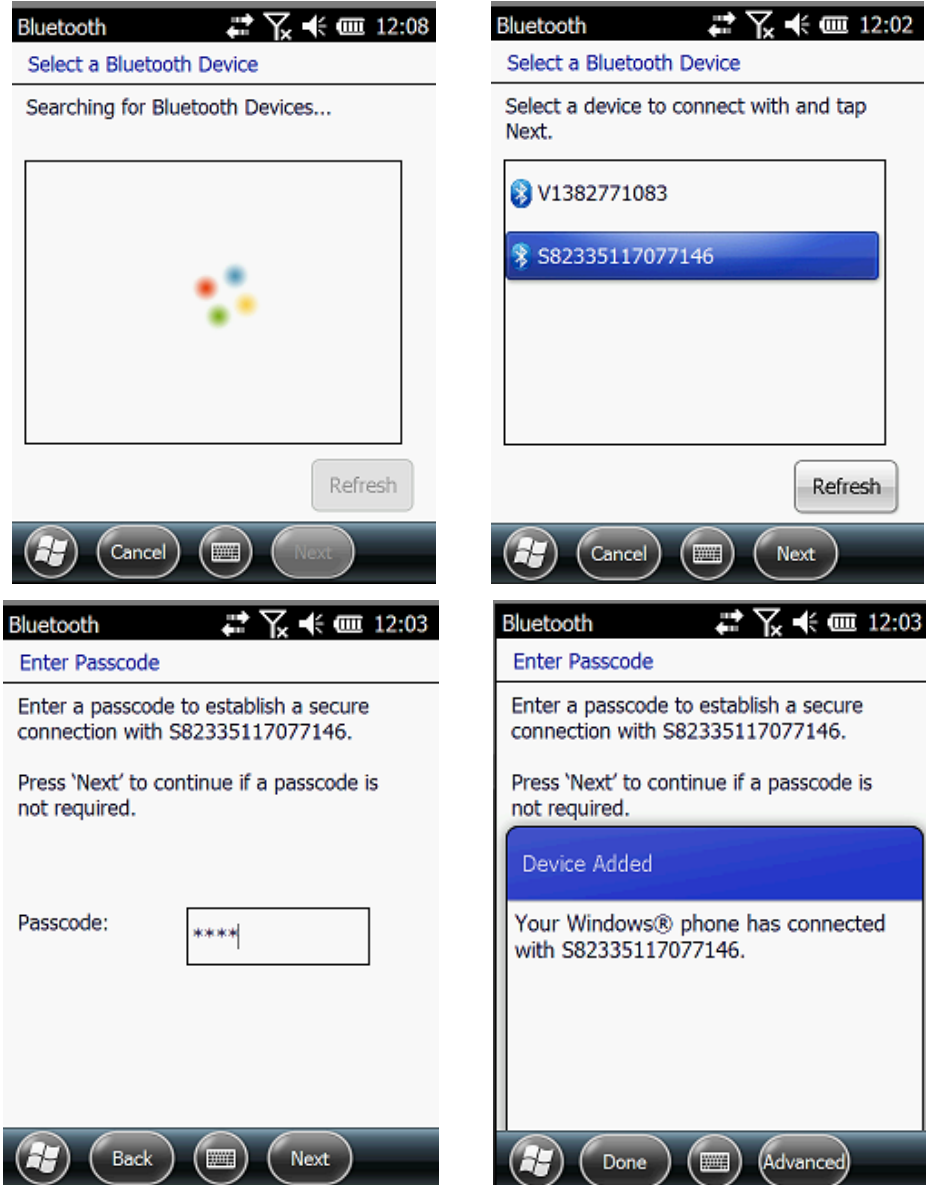 Bluetooth 12:08
Select a Bluetooth Device
Searching for Bluetooth Devices...
Refresh
Cancel Next
Bluetooth 12:02
Select a Bluetooth Device
Select a device to connect with and tap
Next.
V1382771083
S82335117077146
Refresh
Cancel Next
Bluetooth 12:03
Enter Passcode
Enter a passcode to establish a secure
connection with S82335117077146.
Press ‵Next′ to continue if a passcode is
not required.
Passcode: ****
Back Next
Bluetooth 12:03
Enter Passcode
Enter a passcode to establish a secure
connection with S82335117077146.
Press ‵Next′ to continue if a passcode is
not required.
Device Added
Your Windows® phone has connected
with S82335117077146.
Done Advanced